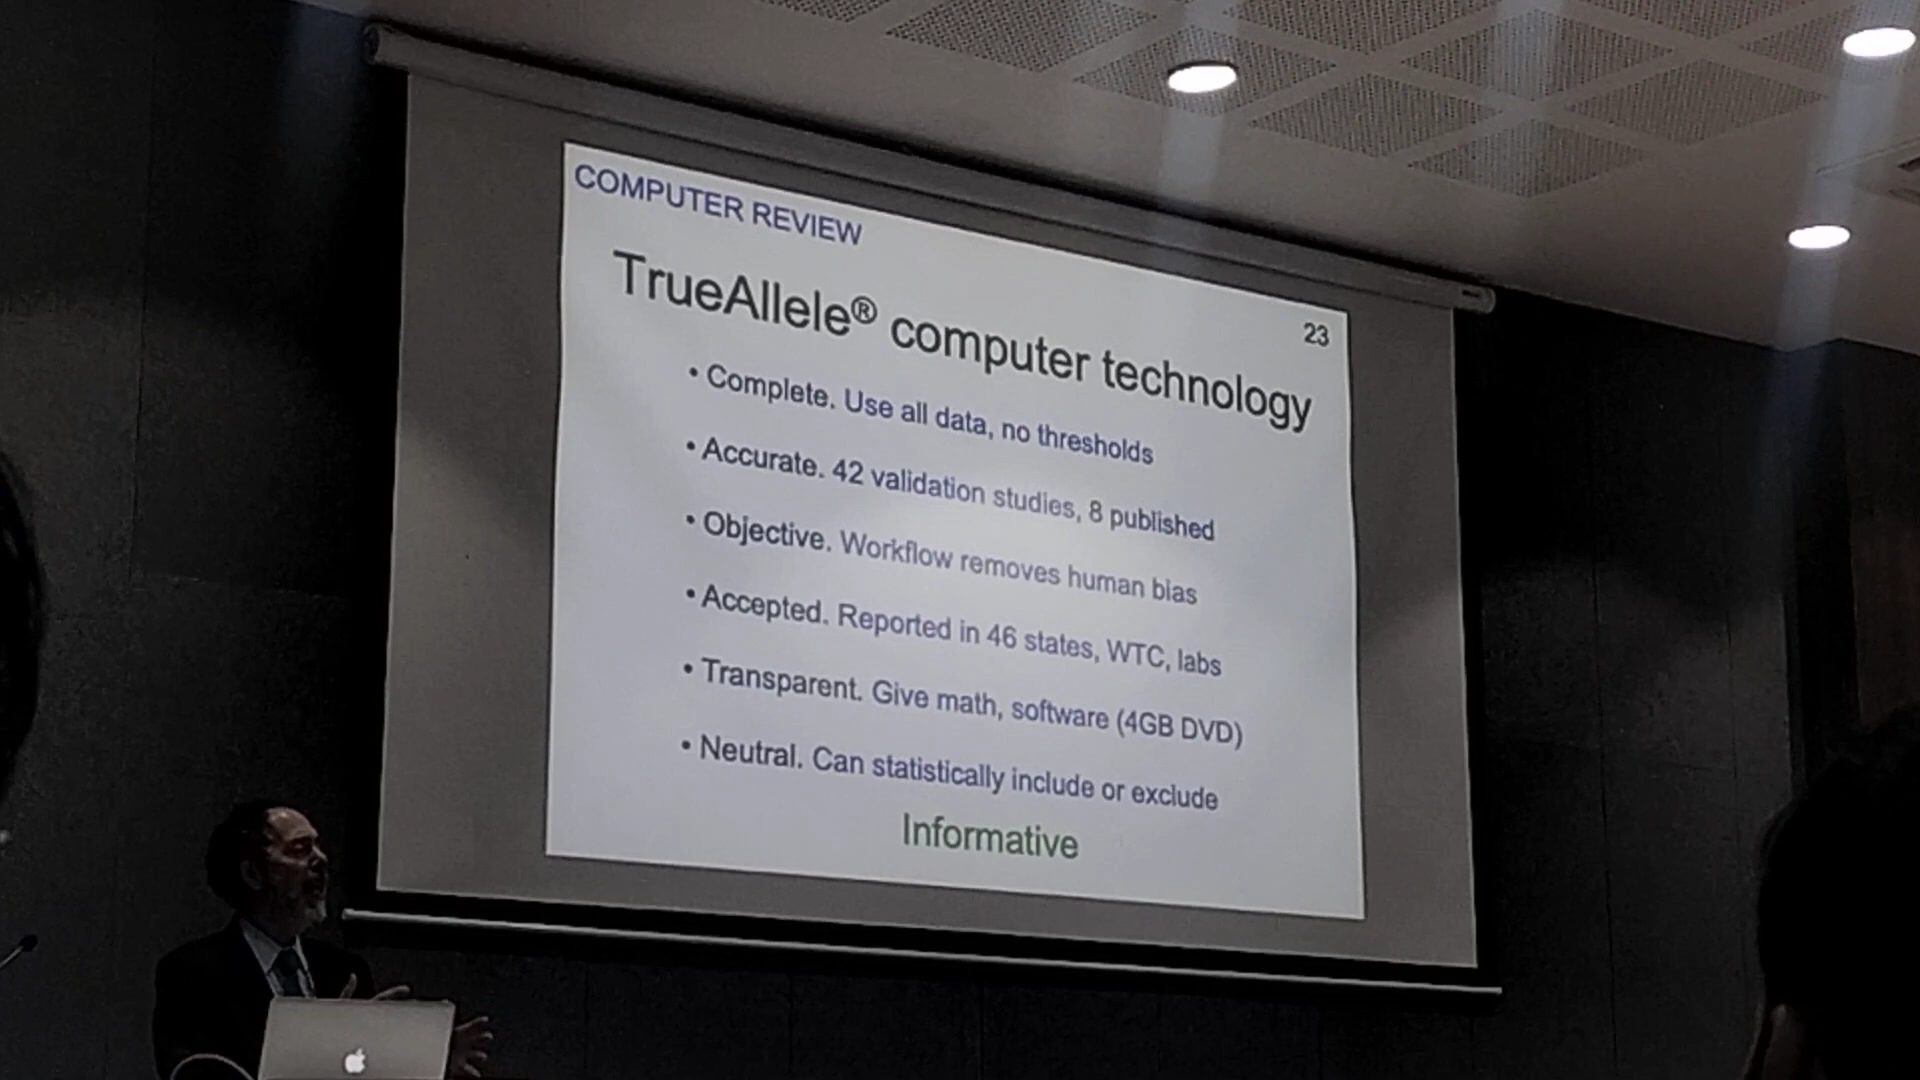 COMPUTER REVIEW
23
TrueAllele® computer technology
• Complete. Use all data, no thresholds
• Accurate. 42 validation studies, 8 published
• Objective. Workflow removes human bias
• Accepted. Reported in 46 states, WTC, labs
• Transparent. Give math, software (4GB DVD)
• Neutral. Can statistically include or exclude
Informative